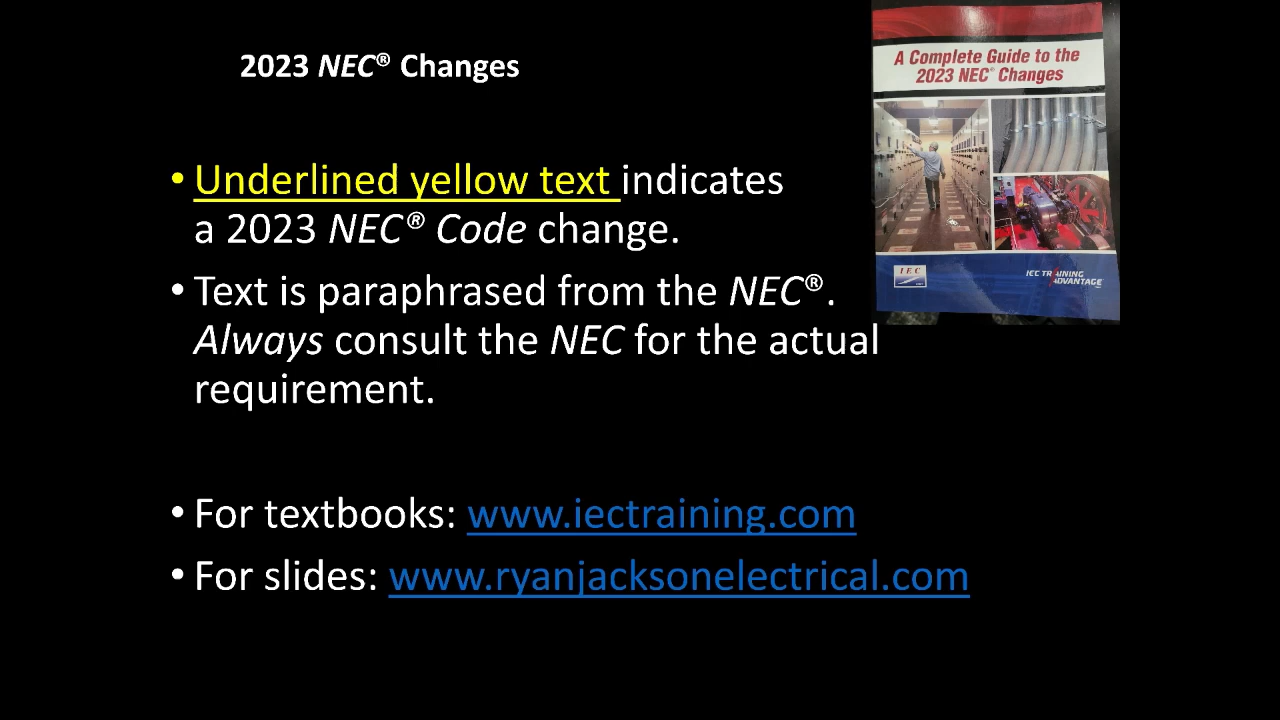 2023 NEC® Changes
A Complete Guide to the
2023 NEC® Changes
Underlined yellow text indicates
a 2023 NEC® Code change.
Text is paraphrased from the NEC®.
Always consult the NEC for the actual
requirement.
IEC
IEC TRAINING
ADVANTAGE
For textbooks: www.iectraining.com
For slides: www.ryanjacksonelectrical.com